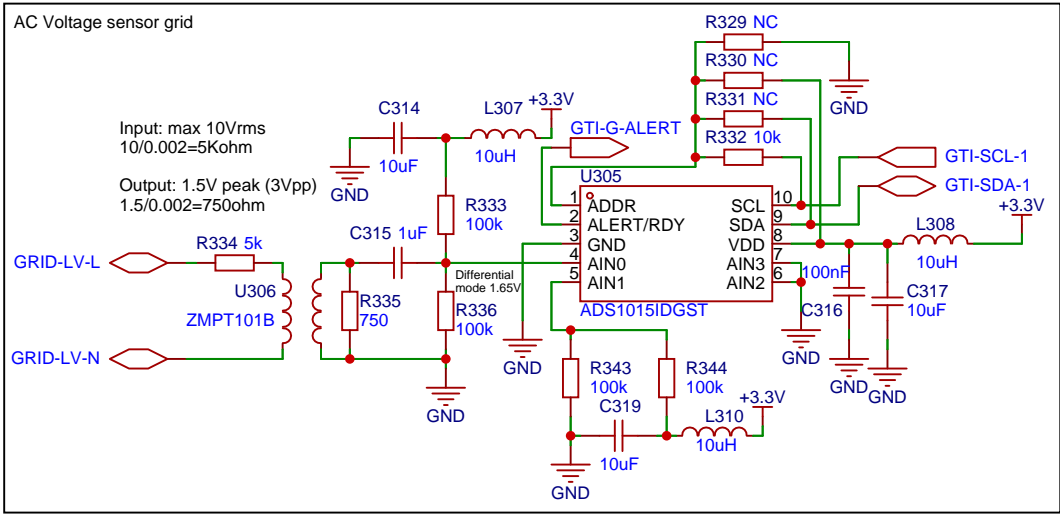 AC Voltage sensor grid
R329 NC
R330 NC
GND
R331 NC
R332 10k
C314
10uF
GND
L307
10uH
+3.3V
GTI-G-ALERT
Input: max 10Vrms
10/0.002=5Kohm
Output: 1.5V peak (3Vpp)
1.5/0.002=750ohm
GTI-SCL-1
GTI-SDA-1
U305
1 ADDR
2 ALERT/RDY
3 GND
4 AIN0
5 AIN1
SCL 10
SDA 9
VDD 8
AIN3 7
AIN2 6
ADS1015IDGST
+3.3V
L308
10uH
R333
100k
C315 1uF
R334 5k
GRID-LV-L
U306
ZMPT101B
GRID-LV-N
R335
750
Differential
mode 1.65V
R336
100k
GND
GND
100nF
C316
C317
10uF
GND
GND
GND
R343
100k
R344
100k
C319
10uF
GND
L310
10uH
+3.3V